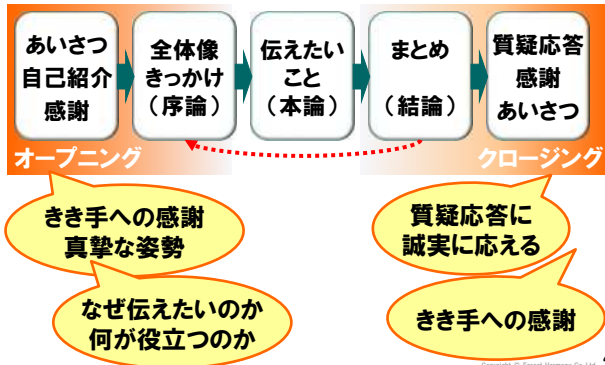 あいさつ
自己紹介
感謝
全体像
きっかけ
（序論）
伝えたい
こと
（本論）
まとめ
（結論）
質疑応答
感謝
あいさつ
オープニング
クロージング
きき手への感謝
真摯な姿勢
なぜ伝えたいのか
何が役立つのか
質疑応答に
誠実に応える
きき手への感謝